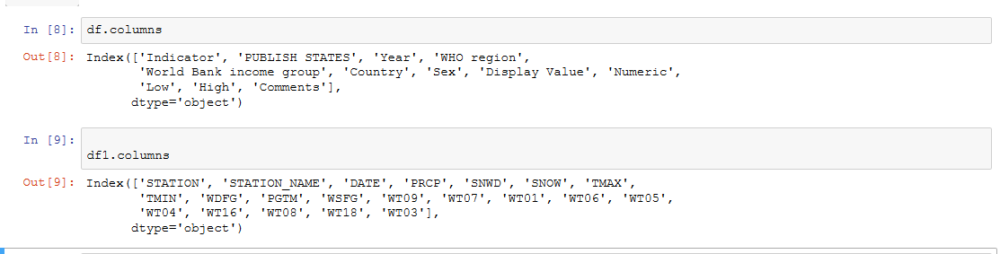 In [8]: df.columns
Out[8]: Index(['Indicator', 'PUBLISH STATES', 'Year', 'WHO region',
'World Bank income group', 'Country', 'Sex', 'Display Value', 'Numeric',
'Low', 'High', 'Comments'],
dtype='object')
In [9]:
df1.columns
Out[9]: Index(['STATION', 'STATION_NAME', 'DATE', 'PRCP', 'SNWD', 'SNOW', 'TMAX',
'TMIN', 'WDFG', 'PGTM', 'WSFG', 'WT09', 'WT07', 'WT01', 'WT06', 'WT05',
'WT04', 'WT16', 'WT08', 'WT18', 'WT03'],
dtype='object')